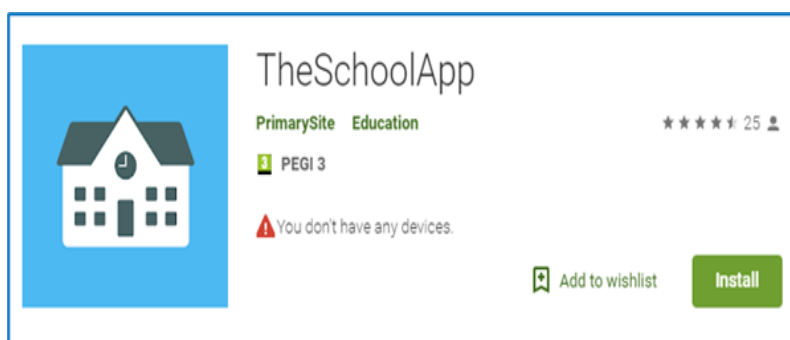 TheSchoolApp
PrimarySite Education 25
3 PEGI 3
You don't have any devices.
Add to wishlist Install